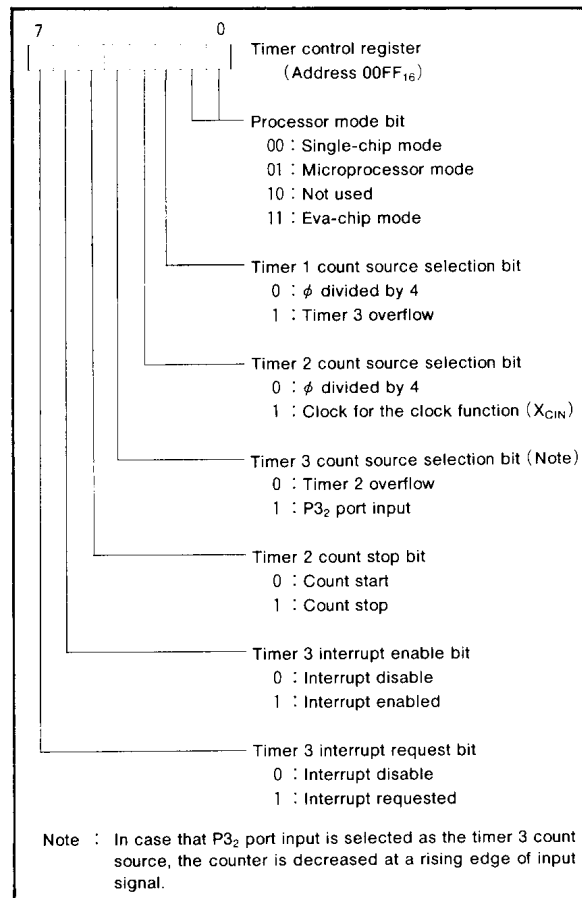 7 0
Timer control register
(Address 00FF₁₆)
Processor mode bit
00 : Single-chip mode
01 : Microprocessor mode
10 : Not used
11 : Eva-chip mode
Timer 1 count source selection bit
0 : ϕ divided by 4
1 : Timer 3 overflow
Timer 2 count source selection bit
0 : ϕ divided by 4
1 : Clock for the clock function (X_CIN)
Timer 3 count source selection bit (Note)
0 : Timer 2 overflow
1 : P3₂ port input
Timer 2 count stop bit
0 : Count start
1 : Count stop
Timer 3 interrupt enable bit
0 : Interrupt disable
1 : Interrupt enabled
Timer 3 interrupt request bit
0 : Interrupt disable
1 : Interrupt requested
Note : In case that P3₂ port input is selected as the timer 3 count
source, the counter is decreased at a rising edge of input
signal.